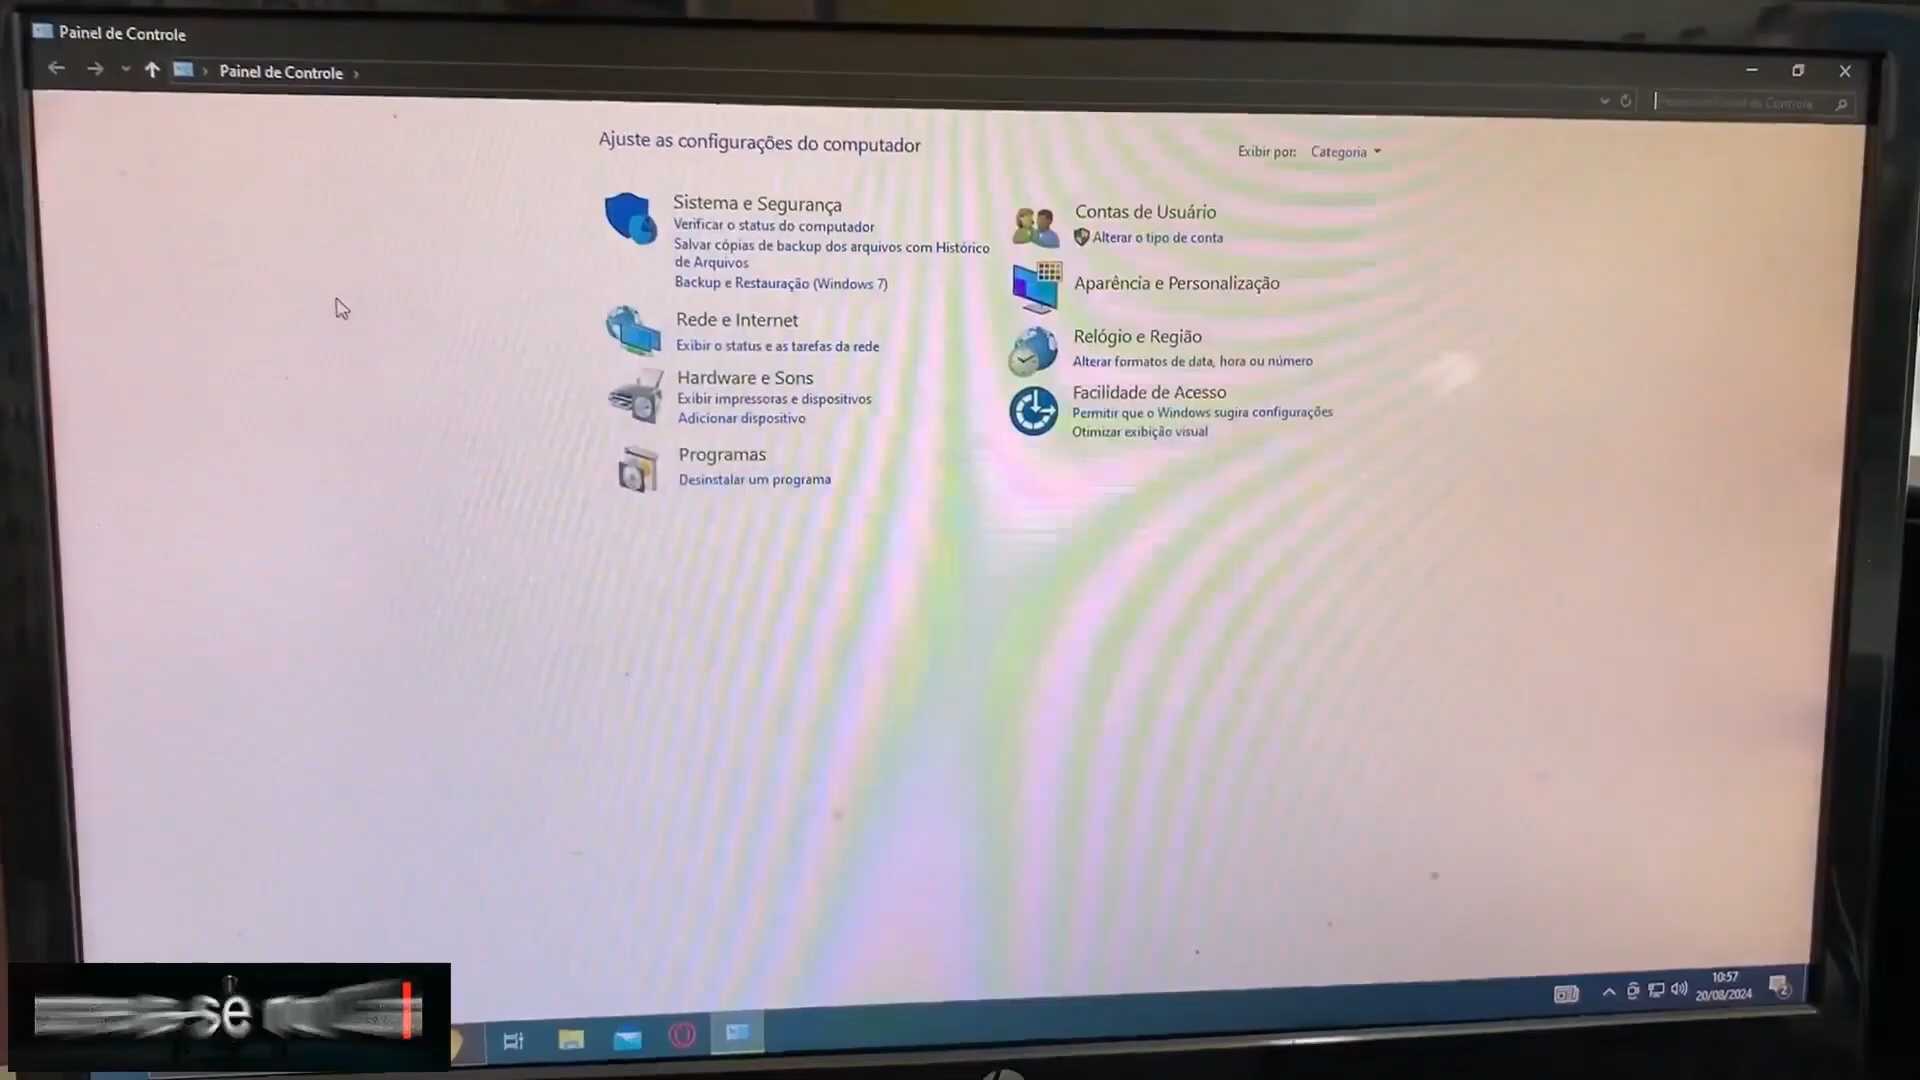 Painel de Controle
Painel de Controle
Ajuste as configurações do computador
Exibir por: Categoria
Sistema e Segurança
Verificar o status do computador
Salvar cópias de backup dos arquivos com Histórico
de Arquivos
Backup e Restauração (Windows 7)
Rede e Internet
Exibir o status e as tarefas da rede
Hardware e Sons
Exibir impressoras e dispositivos
Adicionar dispositivo
Programas
Desinstalar um programa
Contas de Usuário
Alterar o tipo de conta
Aparência e Personalização
Relógio e Região
Alterar formatos de data, hora ou número
Facilidade de Acesso
Permitir que o Windows sugira configurações
Otimizar exibição visual
10:57
20/08/2024
2
se